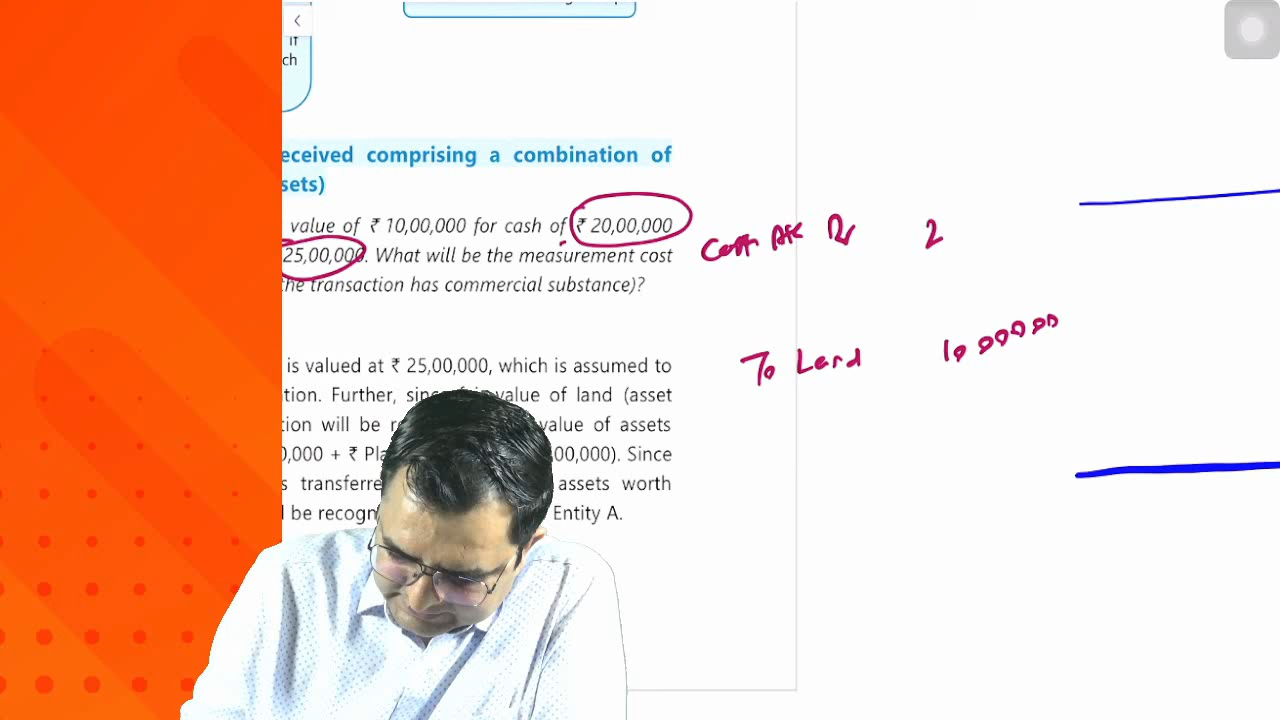 if
ch
eceived comprising a combination of
sets)
value of ₹ 10,00,000 for cash of ₹ 20,00,000
25,00,000. What will be the measurement cost
the transaction has commercial substance)?
is valued at ₹ 25,00,000, which is assumed to
tion. Further, since fair value of land (asset
tion will be value of assets
0,000 + ₹ Pla ,00,000). Since
s transferre assets worth
l be recogn Entity A.
Cash A/c Dr 2
To Land 1000000